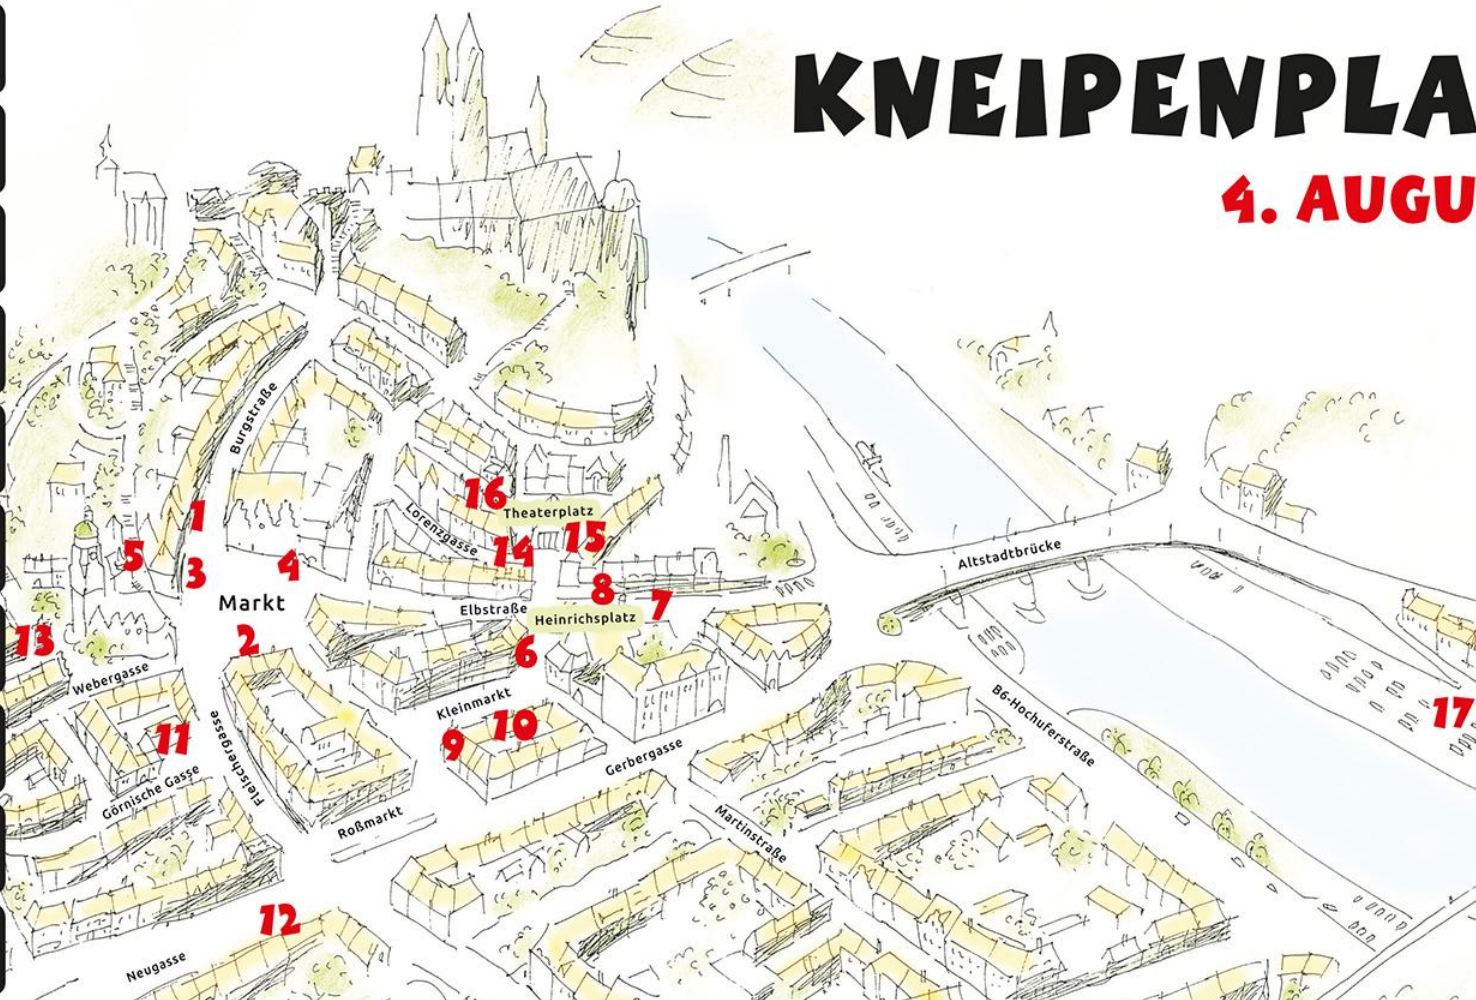 KNEIPENPLA
4. AUGU
Burgstraße
16
Theaterplatz
1
Lorenzgasse
15
14
5
3
4
Altstadtbrücke
8
Markt
Elbstraße
7
Heinrichsplatz
13
2
6
Webergasse
Kleinmarkt
B6-Hochuferstraße
17
11
Fleischergasse
9
10
Gerbergasse
Görnische Gasse
Roßmarkt
Martinstraße
12
Neugasse